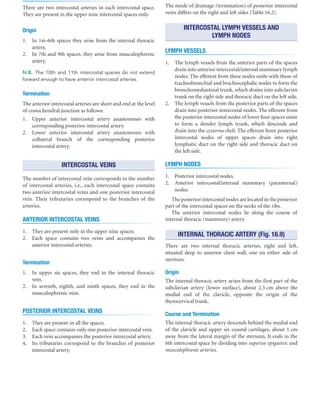 There are two intercostal arteries in each intercostal space.
They are present in the upper nine intercostal spaces only.
Origin
1. In 1st–6th spaces they arise from the internal thoracic
artery.
2. In 7th and 9th spaces, they arise from musculophrenic
artery.
N.B. The 10th and 11th intercostal spaces do not extend
forward enough to have anterior intercostal arteries.
Termination
The anterior intercostal arteries are short and end at the level
of costochondral junction as follows:
1. Upper anterior intercostal artery anastomoses with
corresponding posterior intercostal artery.
2. Lower anterior intercostal artery anastomoses with
collateral branch of the corresponding posterior
intercostal artery.
INTERCOSTAL VEINS
The number of intercostal veins corresponds to the number
of intercostal arteries, i.e., each intercostal space contains
two anterior intercostal veins and one posterior intercostal
vein. Their tributaries correspond to the branches of the
arteries.
ANTERIOR INTERCOSTAL VEINS
1. They are present only in the upper nine spaces.
2. Each space contains two veins and accompanies the
anterior intercostal arteries.
Termination
1. In upper six spaces, they end in the internal thoracic
vein.
2. In seventh, eighth, and ninth spaces, they end in the
musculophrenic vein.
POSTERIOR INTERCOSTAL VEINS
1. They are present in all the spaces.
2. Each space contains only one posterior intercostal vein.
3. Each vein accompanies the posterior intercostal artery.
4. Its tributaries correspond to the branches of posterior
intercostal artery.
The mode of drainage (termination) of posterior intercostal
veins differs on the right and left sides (Table 16.2).
INTERCOSTAL LYMPH VESSELS AND
LYMPH NODES
LYMPH VESSELS
1. The lymph vessels from the anterior parts of the spaces
drain into anterior intercostal/internal mammary lymph
nodes. The efferent from these nodes unite with those of
tracheobronchial and brachiocephalic nodes to form the
bronchomediastinal trunk, which drains into subclavian
trunk on the right side and thoracic duct on the left side.
2. The lymph vessels from the posterior parts of the spaces
drain into posterior intercostal nodes. The efferent from
the posterior intercostal nodes of lower four spaces unite
to form a slender lymph trunk, which descends and
drain into the cysterna chyli. The efferent from posterior
intercostal nodes of upper spaces drain into right
lymphatic duct on the right side and thoracic duct on
the left side.
LYMPH NODES
1. Posterior intercostal nodes.
2. Anterior intercostal/internal mammary (parasternal)
nodes.
The posterior intercostal nodes are located in the posterior
part of the intercostal spaces on the necks of the ribs.
The anterior intercostal nodes lie along the course of
internal thoracic (mammary) artery.
INTERNAL THORACIC ARTERY (Fig. 16.9)
There are two internal thoracic arteries, right and left,
situated deep to anterior chest wall, one on either side of
sternum.
Origin
The internal thoracic artery arises from the first part of the
subclavian artery (lower surface), about 2.5 cm above the
medial end of the clavicle, opposite the origin of the
thyrocervical trunk.
Course and Termination
The internal thoracic artery descends behind the medial end
of the clavicle and upper six costal cartilages, about 1 cm
away from the lateral margin of the sternum. It ends in the
6th intercostal space by dividing into superior epigastric and
musculophrenic arteries.